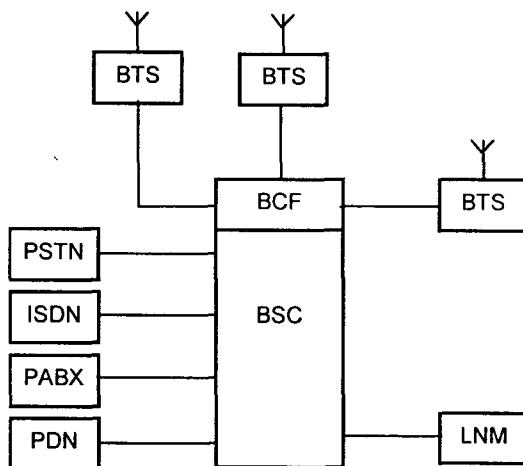 BTS
BTS
BCF
BTS
PSTN
ISDN
BSC
PABX
PDN
LNM